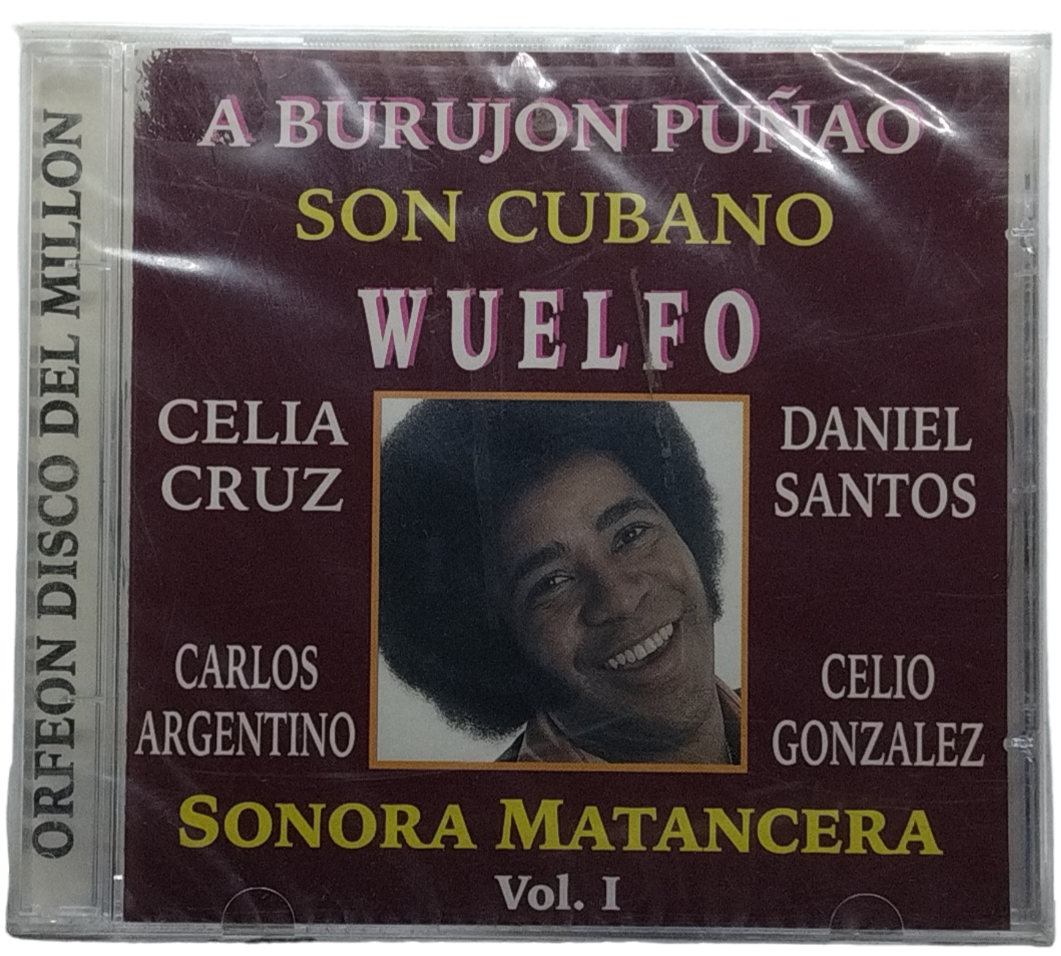 ORFEON DISCO DEL MILLON
A BURUJON PUÑAO
SON CUBANO
WUELFO
CELIA
CRUZ
DANIEL
SANTOS
CARLOS
ARGENTINO
CELIO
GONZALEZ
SONORA MATANCERA
Vol. I